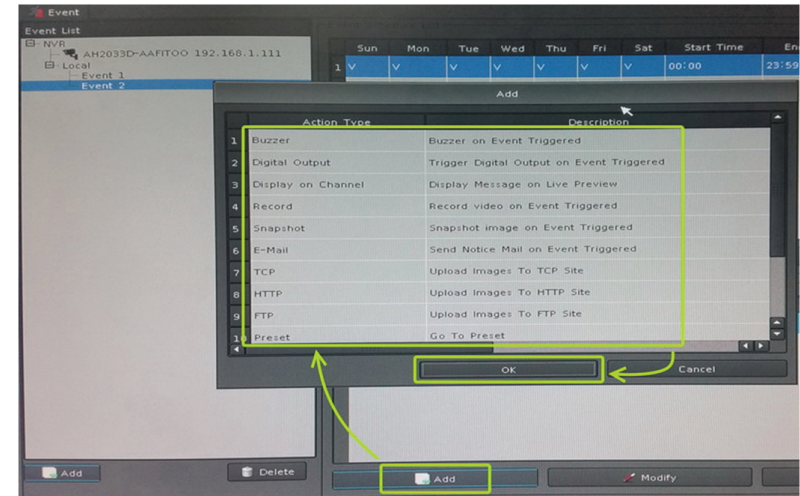 Event
Event List
NVR
AH2033D-AAFIT00 192.168.1.111
Local
Event 1
Event 2
Sun Mon Tue Wed Thu Fri Sat Start Time
1 V V V V V V V 00:00 23:59
Add
Action Type Description
1 Buzzer Buzzer on Event Triggered
2 Digital Output Trigger Digital Output on Event Triggered
3 Display on Channel Display Message on Live Preview
4 Record Record video on Event Triggered
5 Snapshot Snapshot image on Event Triggered
6 E-Mail Send Notice Mail on Event Triggered
7 TCP Upload Images To TCP Site
8 HTTP Upload Images To HTTP Site
9 FTP Upload Images To FTP Site
10 Preset Go To Preset
OK Cancel
Add Delete Add Modify